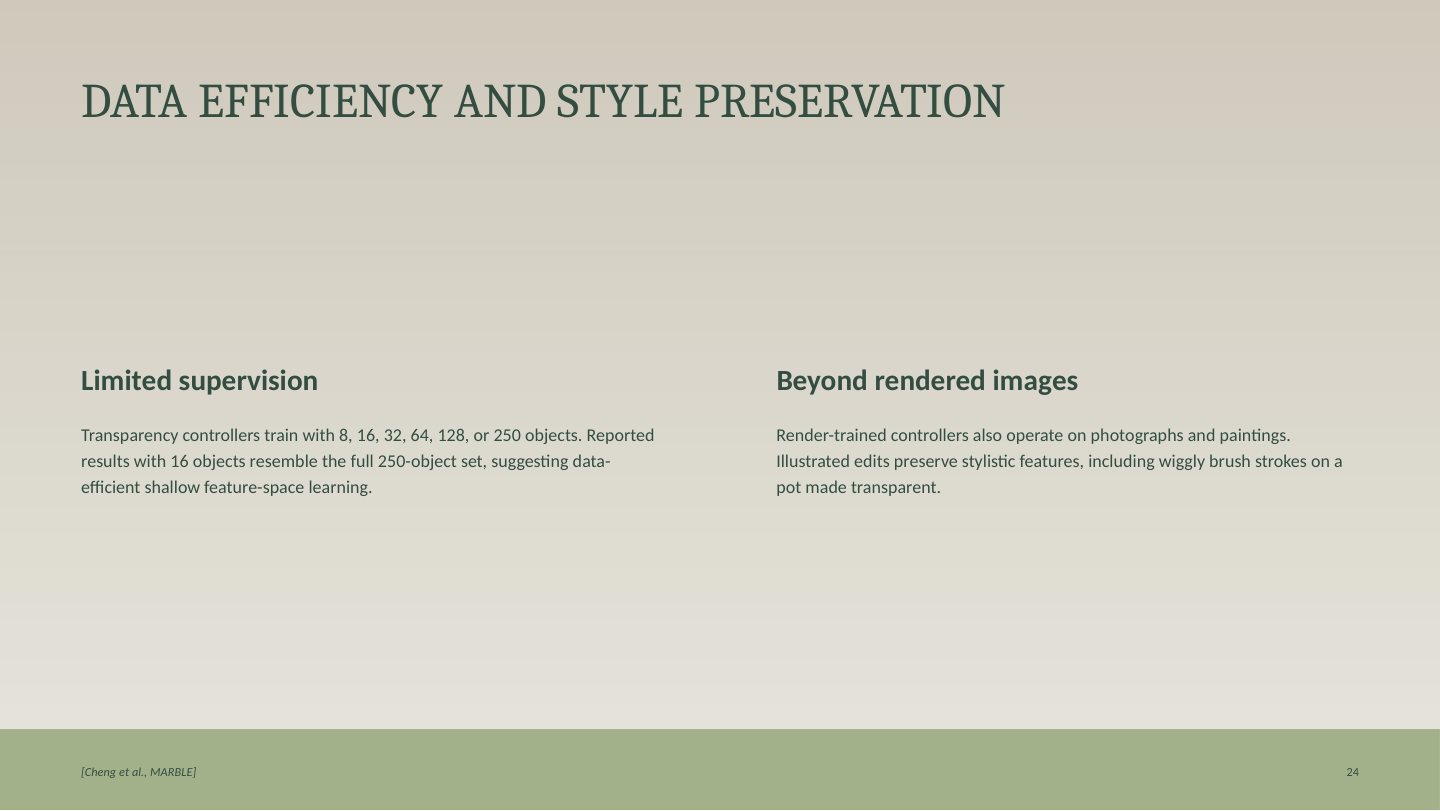 DATA EFFICIENCY AND STYLE PRESERVATION
Limited supervision
Transparency controllers train with 8, 16, 32, 64, 128, or 250 objects. Reported
results with 16 objects resemble the full 250-object set, suggesting data-
efficient shallow feature-space learning.
Beyond rendered images
Render-trained controllers also operate on photographs and paintings.
Illustrated edits preserve stylistic features, including wiggly brush strokes on a
pot made transparent.
[Cheng et al., MARBLE]
24